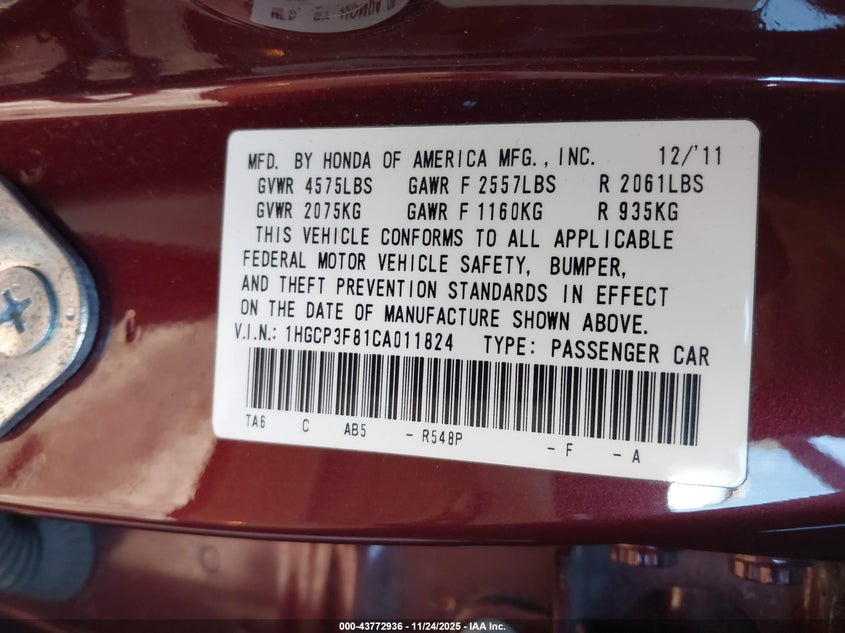 MFD. BY HONDA OF AMERICA MFG., INC. 12/'11
GVWR 4575LBS GAWR F 2557LBS R 2061LBS
GVWR 2075KG GAWR F 1160KG R 935KG
THIS VEHICLE CONFORMS TO ALL APPLICABLE
FEDERAL MOTOR VEHICLE SAFETY, BUMPER,
AND THEFT PREVENTION STANDARDS IN EFFECT
ON THE DATE OF MANUFACTURE SHOWN ABOVE.
V.I.N.: 1HGCP3F81CA011824 TYPE: PASSENGER CAR
TA6 C AB5 - R548P - F - A
000-43772936 - 11/24/2025 - IAA Inc.